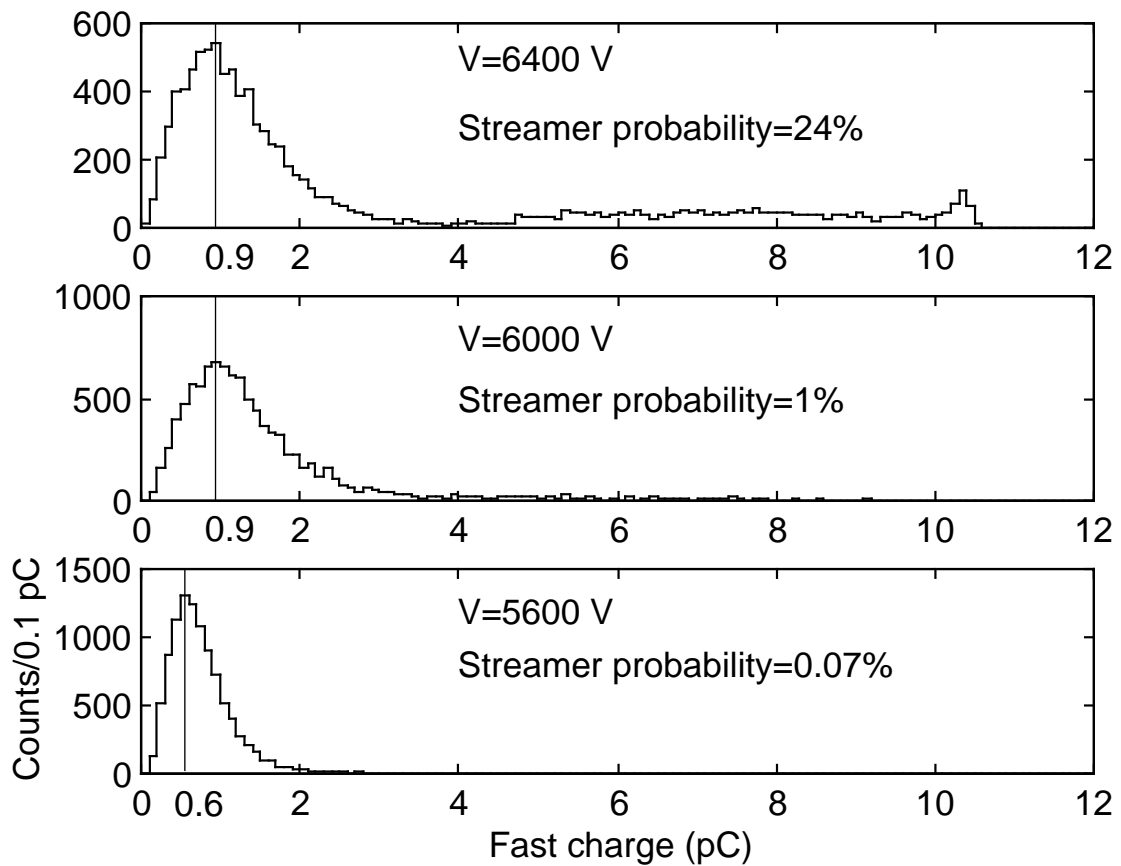 600
400
200
0
V=6400 V
Streamer probability=24%
0 0.9 2 4 6 8 10 12
1000
500
0
V=6000 V
Streamer probability=1%
0 0.9 2 4 6 8 10 12
1500
1000
500
0
Counts/0.1 pC
V=5600 V
Streamer probability=0.07%
0 0.6 2 4 6 8 10 12
Fast charge (pC)